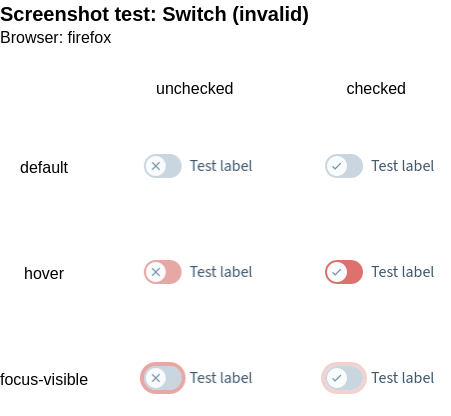 Screenshot test: Switch (invalid)
Browser: firefox
unchecked checked
default Test label Test label
hover Test label Test label
focus-visible Test label Test label